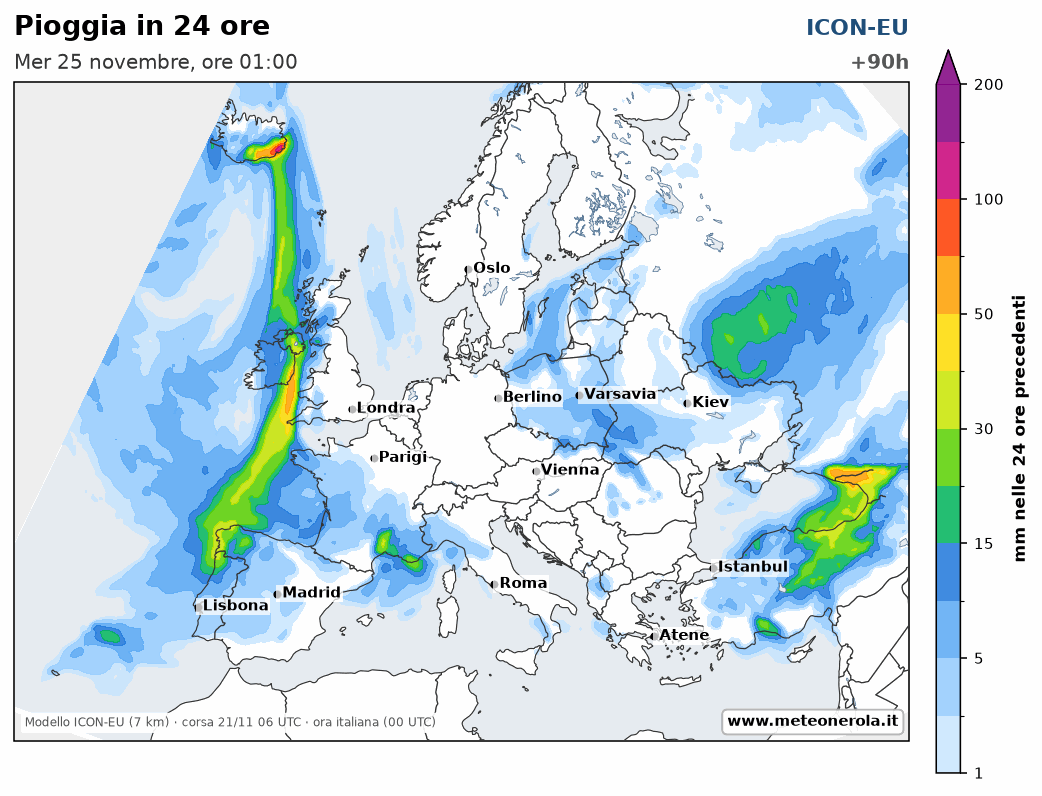 Pioggia in 24 ore
ICON-EU
Mer 25 novembre, ore 01:00
+90h
200
100
50
30
15
5
1
mm nelle 24 ore precedenti
Oslo
Berlino
Varsavia
Kiev
Londra
Parigi
Vienna
Istanbul
Madrid
Roma
Lisbona
Atene
Modello ICON-EU (7 km) · corsa 21/11 06 UTC · ora italiana (00 UTC)
www.meteonerola.it